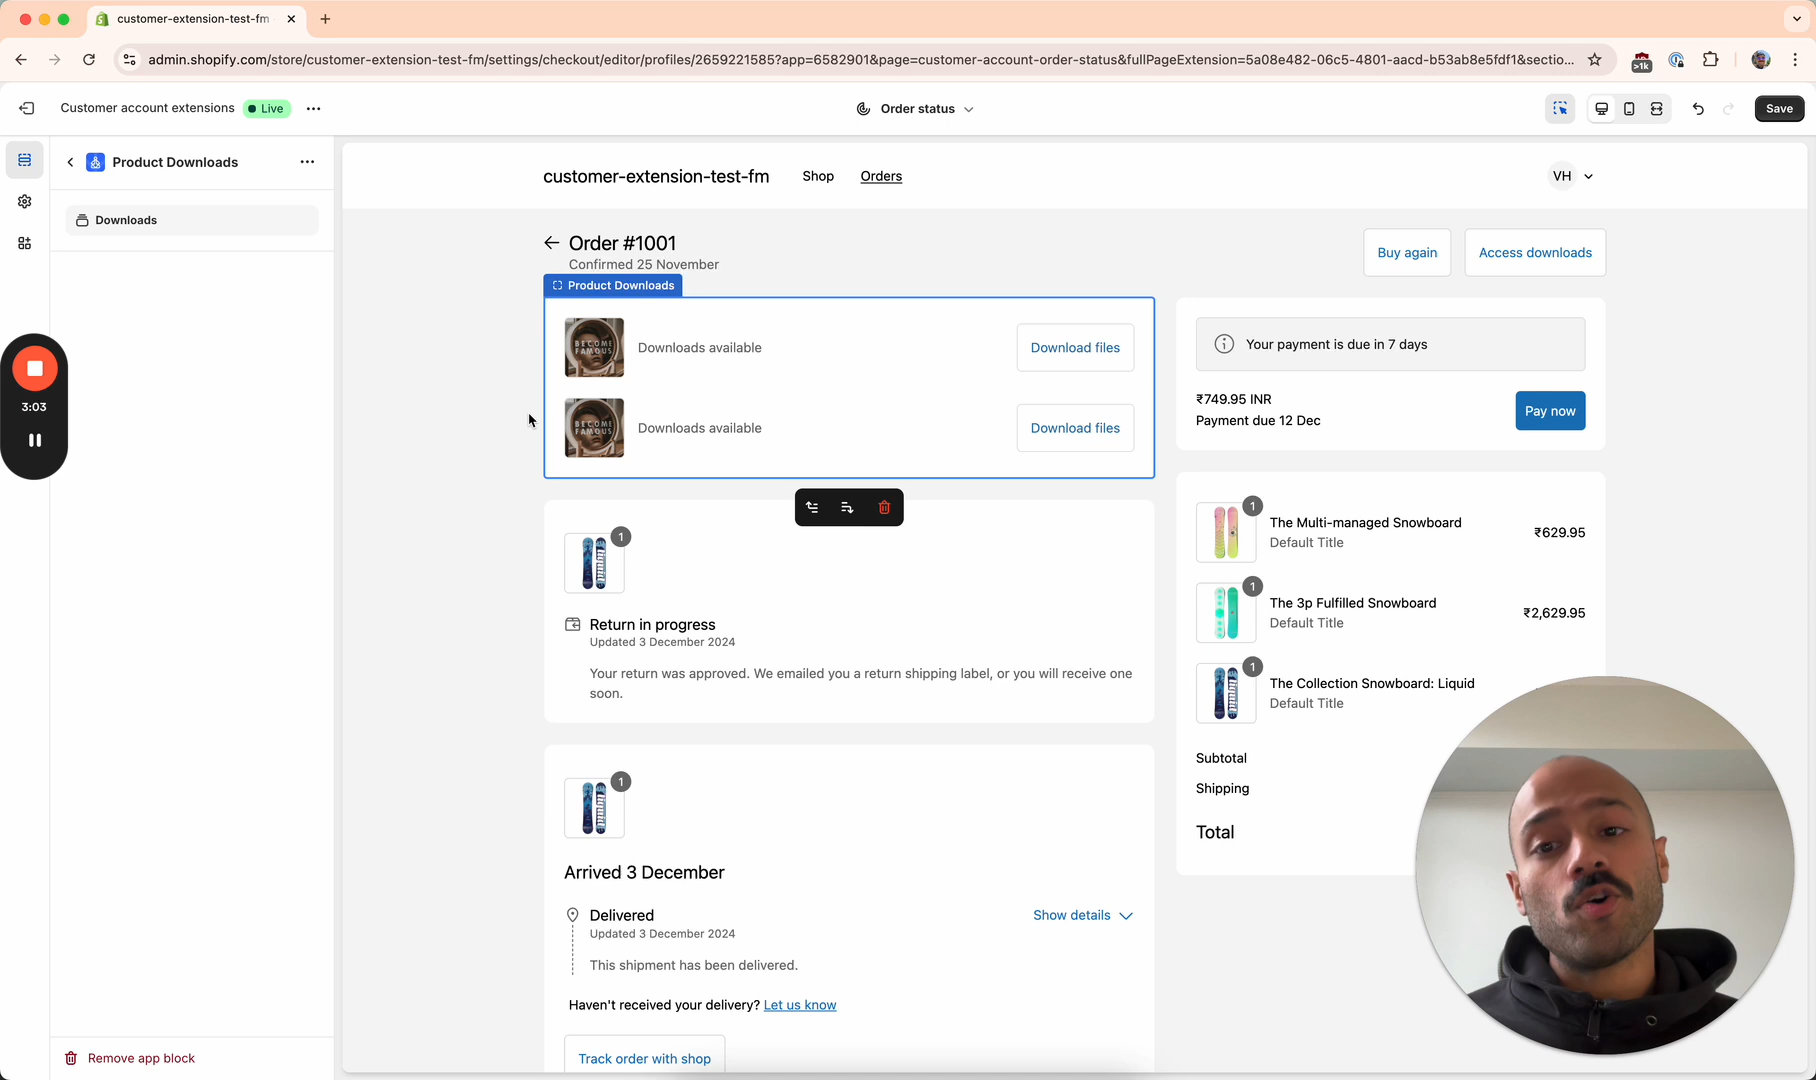 customer-extension-test-fm
admin.shopify.com/store/customer-extension-test-fm/settings/checkout/editor/profiles/2659221585?app=6582901&page=customer-account-order-status&fullPageExtension=5a08e482-06c5-4801-aacd-b53ab8e5fdf1&sectio...
>1k
Customer account extensions
Live
Order status
Save
Product Downloads
Downloads
3:03
Remove app block
customer-extension-test-fm
Shop
Orders
VH
Order #1001
Confirmed 25 November
Buy again
Access downloads
Product Downloads
BECOME
FAMOUS
Downloads available
Download files
BECOME
FAMOUS
Downloads available
Download files
1
Return in progress
Updated 3 December 2024
Your return was approved. We emailed you a return shipping label, or you will receive one
soon.
1
Arrived 3 December
Delivered
Show details
Updated 3 December 2024
This shipment has been delivered.
Haven't received your delivery? Let us know
Track order with shop
Your payment is due in 7 days
₹749.95 INR
Payment due 12 Dec
Pay now
1
The Multi-managed Snowboard
Default Title
₹629.95
1
The 3p Fulfilled Snowboard
Default Title
₹2,629.95
1
The Collection Snowboard: Liquid
Default Title
Subtotal
Shipping
Total